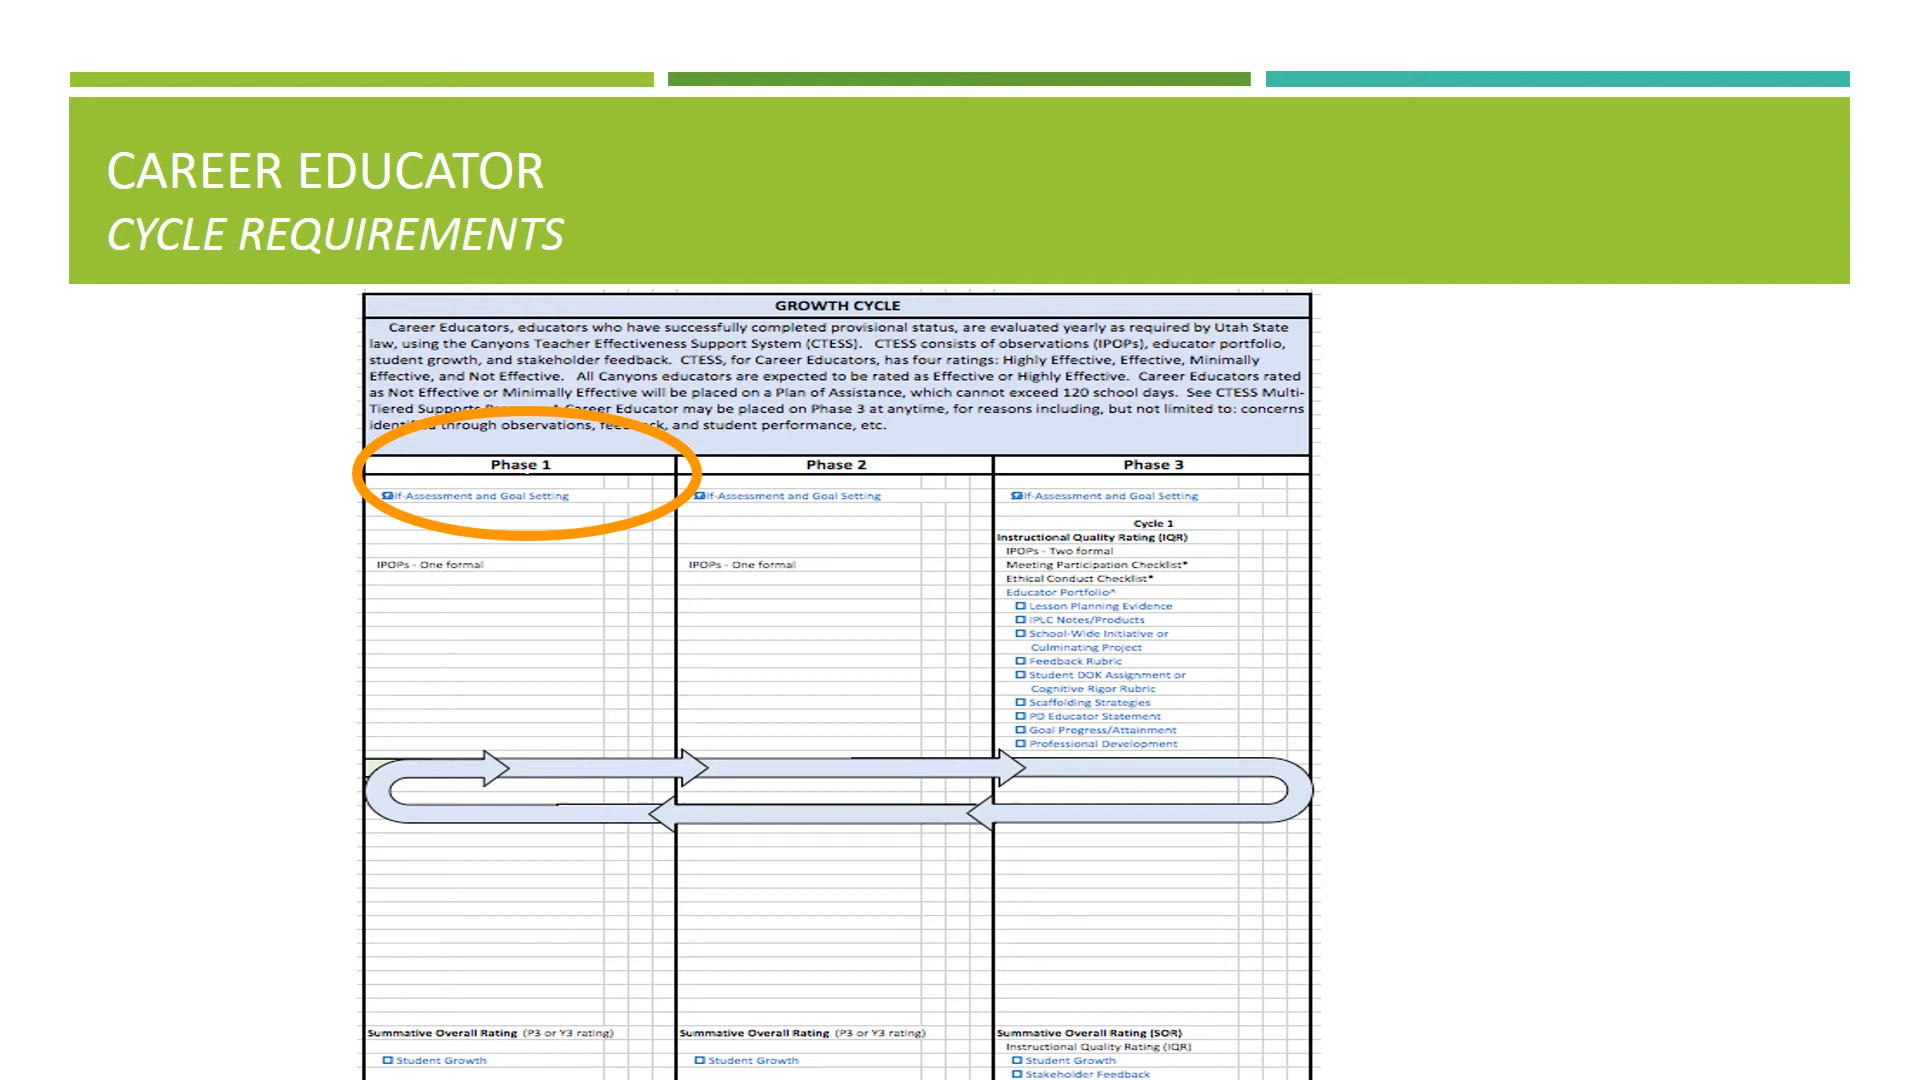 CAREER EDUCATOR
CYCLE REQUIREMENTS
GROWTH CYCLE
Career Educators, educators who have successfully completed provisional status, are evaluated yearly as required by Utah State
law, using the Canyons Teacher Effectiveness Support System (CTESS). CTESS consists of observations (IPOPs), educator portfolio,
student growth, and stakeholder feedback. CTESS, for Career Educators, has four ratings: Highly Effective, Effective, Minimally
Effective, and Not Effective. All Canyons educators are expected to be rated as Effective or Highly Effective. Career Educators rated
as Not Effective or Minimally Effective will be placed on a Plan of Assistance, which cannot exceed 120 school days. See CTESS Multi-
Tiered Supports Career Educator may be placed on Phase 3 at anytime, for reasons including, but not limited to: concerns
through observations, and student performance, etc.
Phase 1
lf-Assessment and Goal Setting
IPOPs - One formal
Summative Overall Rating (P3 or Y3 rating)
Student Growth
Phase 2
lf-Assessment and Goal Setting
IPOPs - One formal
Summative Overall Rating (P3 or Y3 rating)
Student Growth
Phase 3
lf-Assessment and Goal Setting
Cycle 1
Instructional Quality Rating (IQR)
IPOPs - Two formal
Meeting Participation Checklist*
Ethical Conduct Checklist*
Educator Portfolio^
Lesson Planning Evidence
IPLC Notes/Products
School-Wide Initiative or
Culminating Project
Feedback Rubric
Student DOK Assignment or
Cognitive Rigor Rubric
Scaffolding Strategies
PD Educator Statement
Goal Progress/Attainment
Professional Development
Summative Overall Rating (SOR)
Instructional Quality Rating (IQR)
Student Growth
Stakeholder Feedback